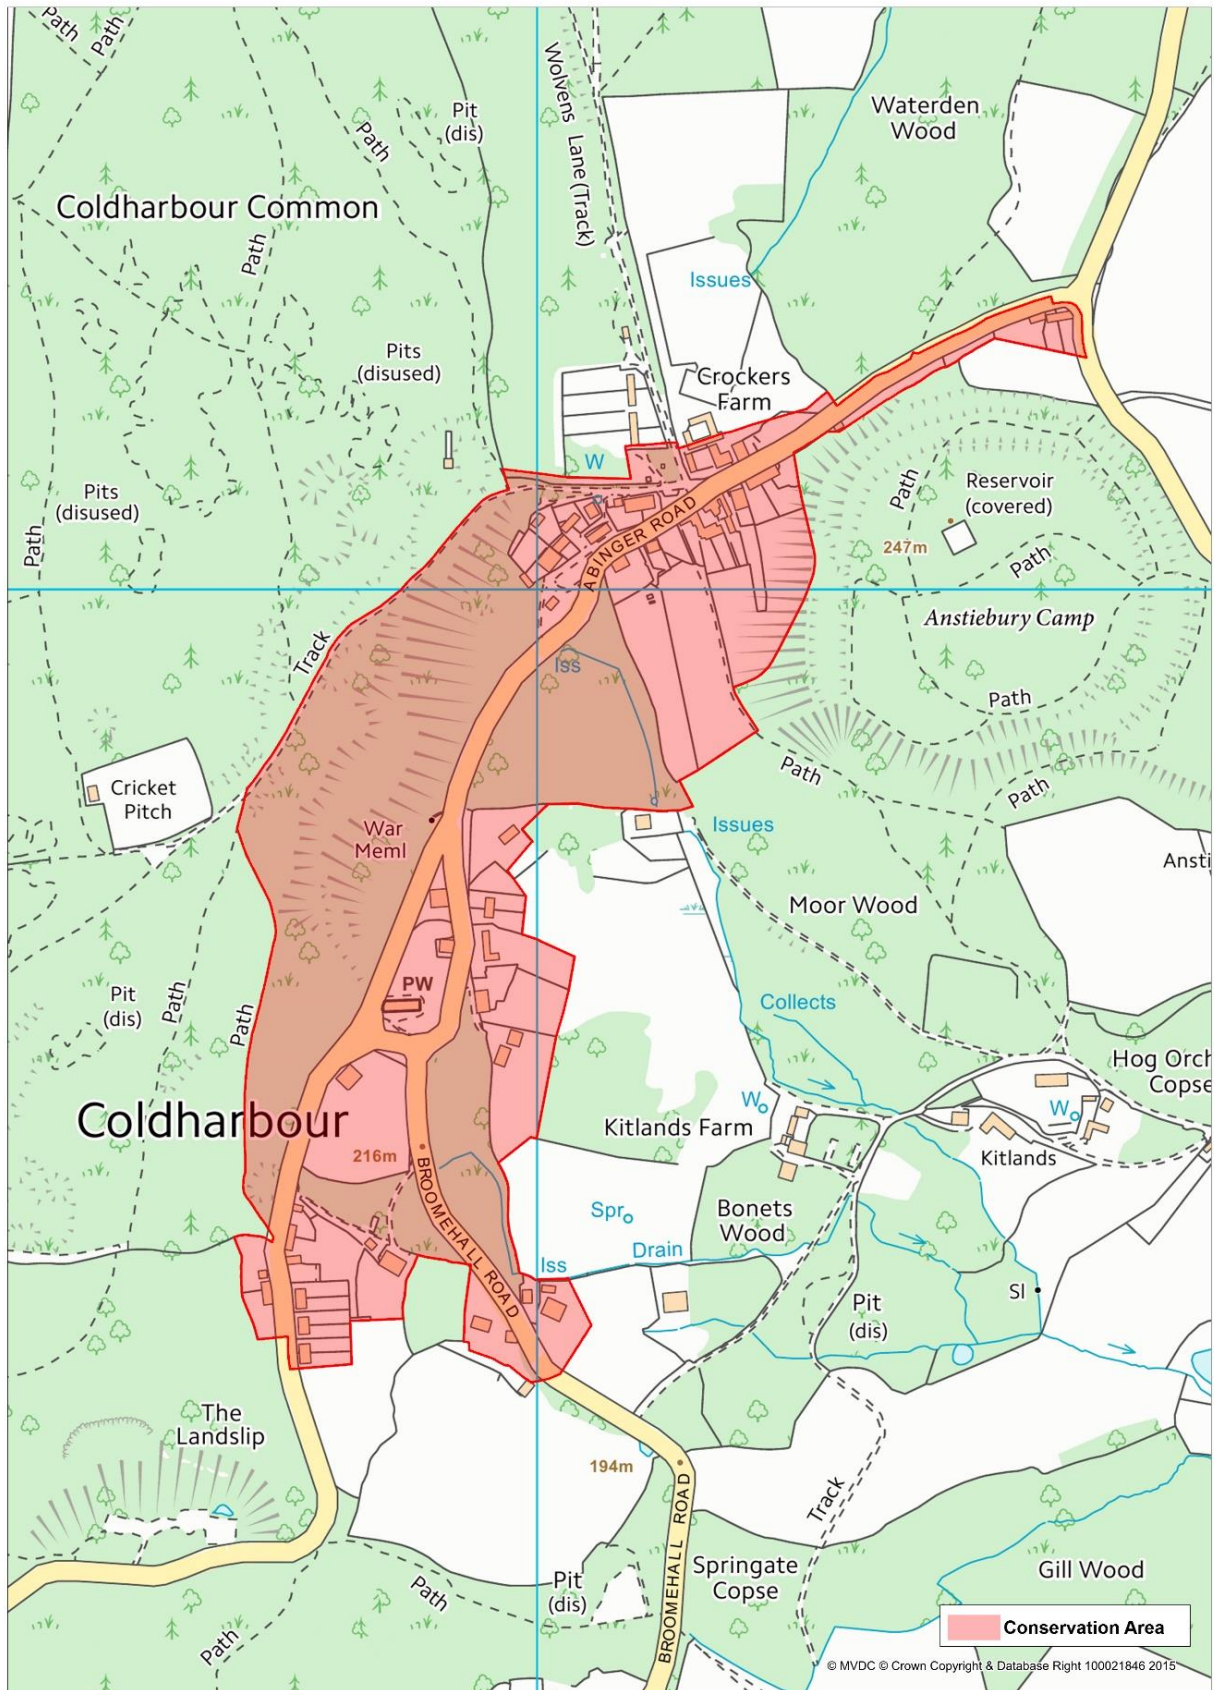 Path
Path
Wolvens Lane (Track)
Waterden
Wood
Pit
(dis)
Path
Coldharbour Common
Path
Issues
Pits
(disused)
Crockers
Farm
W
Path
Reservoir
(covered)
Pits
(disused)
ABINGER ROAD
247m
Path
Path
Anstiebury Camp
Track
Iss
Path
Path
Path
Cricket
Pitch
War
Meml
Issues
Ansti
Moor Wood
PW
Pit
(dis)
Path
Path
Collects
Hog Orch
Copse
W
W
Coldharbour
Kitlands Farm
216m
Kitlands
BROOMEHALL ROAD
Spr
Bonets
Wood
Drain
Iss
Sl
Pit
(dis)
The
Landslip
194m
Track
BROOMEHALL ROAD
Springate
Copse
Gill Wood
Pit
(dis)
Path
Path
Conservation Area
© MVDC © Crown Copyright & Database Right 100021846 2015